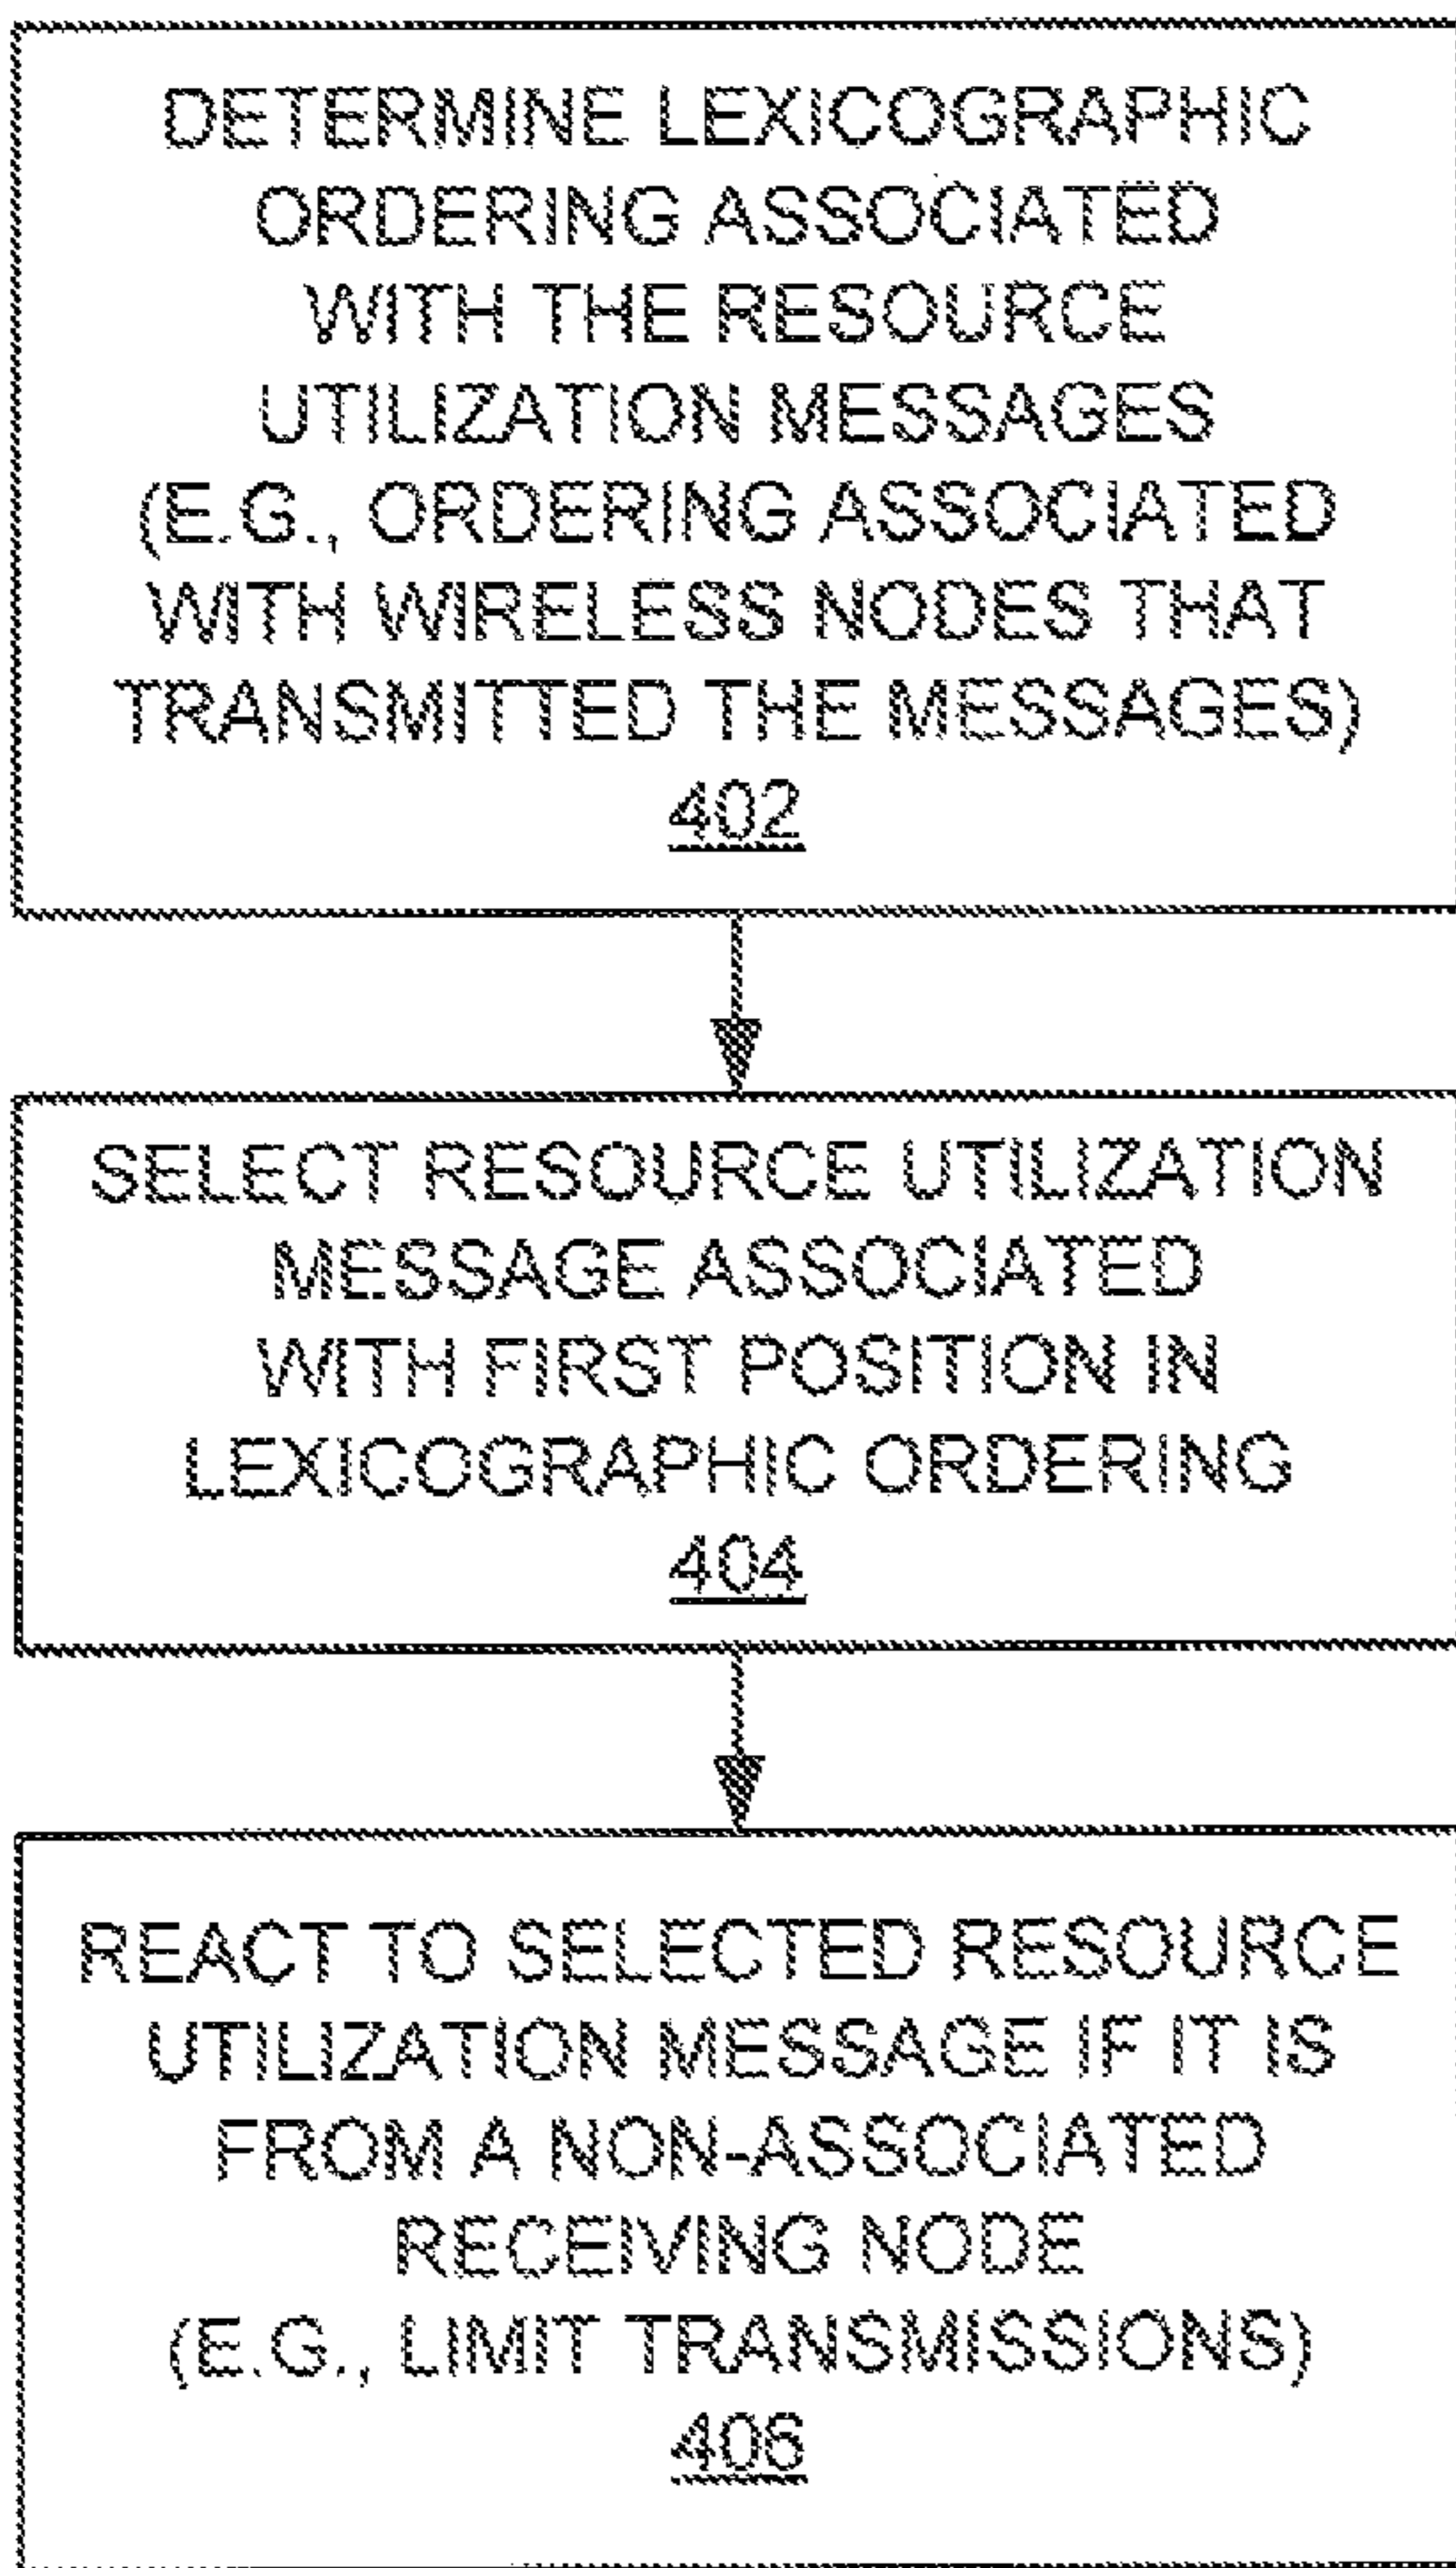 DETERMINE LEXICOGRAPHIC
ORDERING ASSOCIATED
WITH THE RESOURCE
UTILIZATION MESSAGES
(E.G., ORDERING ASSOCIATED
WITH WIRELESS NODES THAT
TRANSMITTED THE MESSAGES)
402
SELECT RESOURCE UTILIZATION
MESSAGE ASSOCIATED
WITH FIRST POSITION IN
LEXICOGRAPHIC ORDERING
404
REACT TO SELECTED RESOURCE
UTILIZATION MESSAGE IF IT IS
FROM A NON-ASSOCIATED
RECEIVING NODE
(E.G., LIMIT TRANSMISSIONS)
406